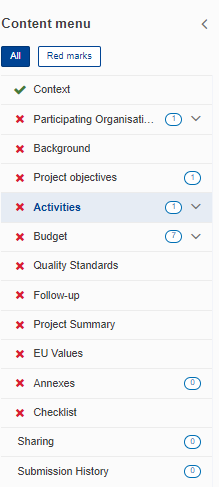 Content menu
All
Red marks
Context
Participating Organisati... 1
Background
Project objectives 1
Activities 1
Budget 7
Quality Standards
Follow-up
Project Summary
EU Values
Annexes 0
Checklist
Sharing 0
Submission History 0